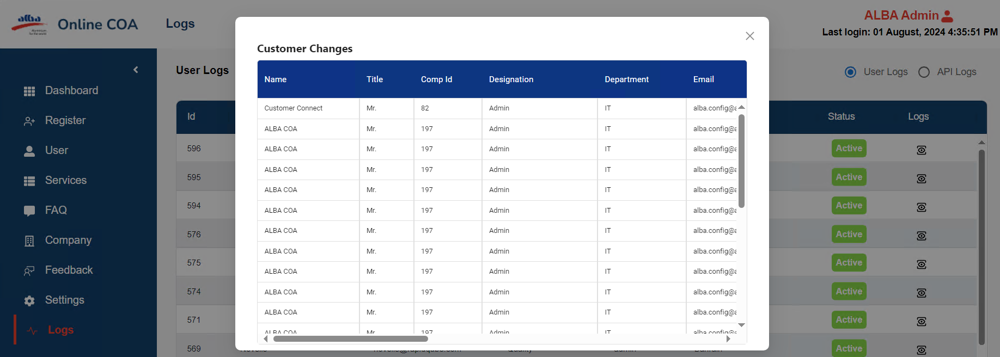 alba
Aluminium
for the world
Online COA
Logs
ALBA Admin
Last login: 01 August, 2024 4:35:51 PM
Dashboard
Register
User
Services
FAQ
Company
Feedback
Settings
Logs
User Logs
User Logs API Logs
Id Status Logs
596 Active
595 Active
594 Active
576 Active
575 Active
574 Active
571 Active
569 Active
Customer Changes
Name Title Comp Id Designation Department Email
Customer Connect Mr. 82 Admin IT alba.config@a
ALBA COA Mr. 197 Admin IT alba.config@a
ALBA COA Mr. 197 Admin IT alba.config@a
ALBA COA Mr. 197 Admin IT alba.config@a
ALBA COA Mr. 197 Admin IT alba.config@a
ALBA COA Mr. 197 Admin IT alba.config@a
ALBA COA Mr. 197 Admin IT alba.config@a
ALBA COA Mr. 197 Admin IT alba.config@a
ALBA COA Mr. 197 Admin IT alba.config@a
ALBA COA Mr. 197 Admin IT alba.config@a
ALBA COA Mr. 197 Admin IT alba.config@a
ALBA COA Mr. 197 Admin IT alba.config@a